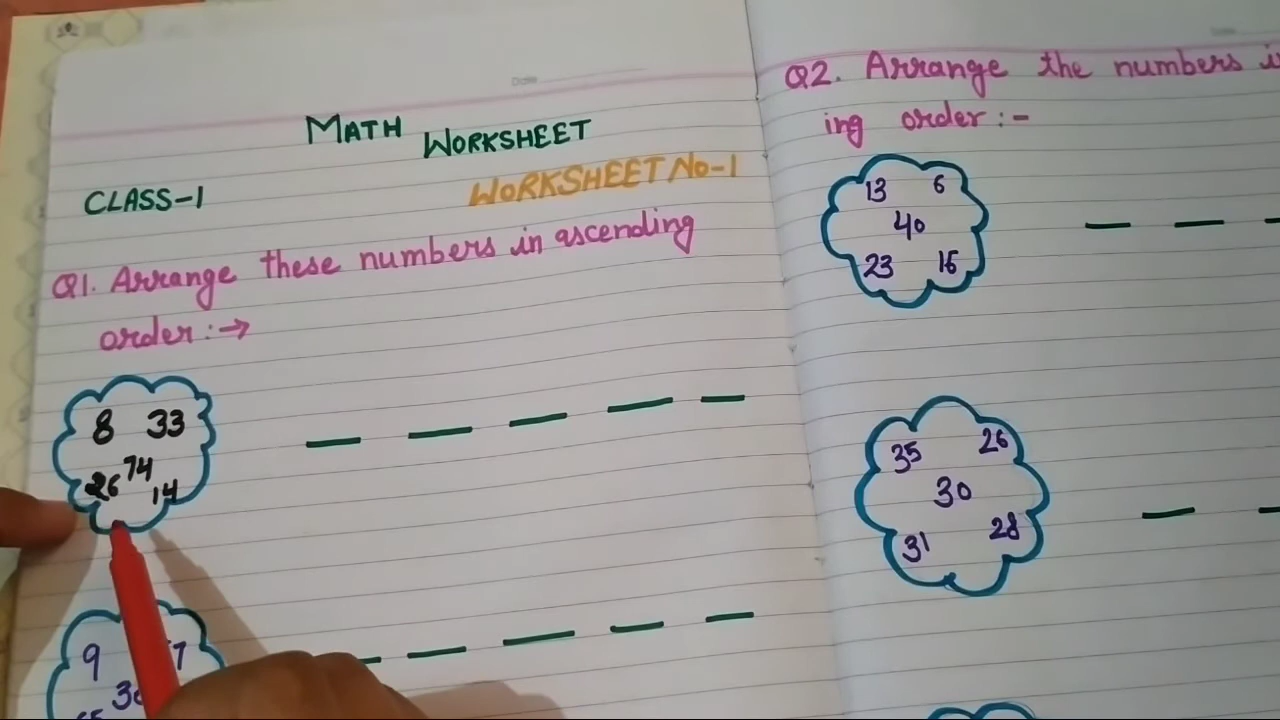 Date
MATH WORKSHEET
CLASS-1
WORKSHEET No-1
Q1. Arrange these numbers in ascending
order:→
8 33
74
26 14
9
Q2. Arrange the numbers
ing order:-
13 6
40
23 16
35 26
30
31 28